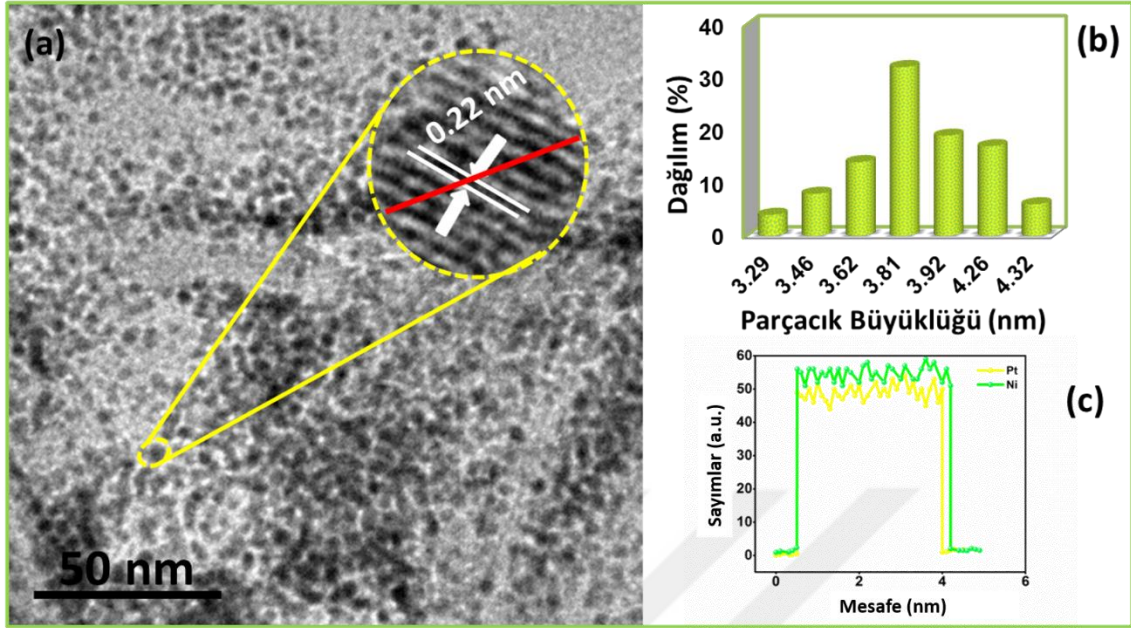 (a)
0.22 nm
50 nm
(b)
Dağılım (%)
40
30
20
10
0
3.29
3.46
3.62
3.81
3.92
4.26
4.32
Parçacık Büyüklüğü (nm)
(c)
Sayımlar (a.u.)
60
50
40
30
20
10
0
Pt
Ni
0
2
4
6
Mesafe (nm)